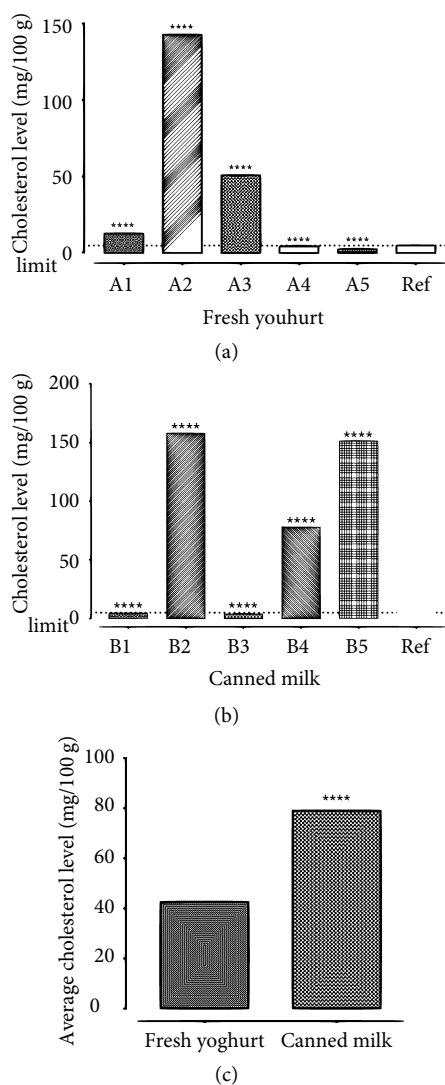 Cholesterol level (mg/100 g)
150
100
50
0
limit
****
****
****
****
****
A1 A2 A3 A4 A5 Ref
Fresh youhurt
(a)
Cholesterol level (mg/100 g)
200
150
100
50
0
limit
****
****
****
****
****
B1 B2 B3 B4 B5 Ref
Canned milk
(b)
Average cholesterol level (mg/100 g)
100
80
60
40
20
0
****
Fresh yoghurt Canned milk
(c)